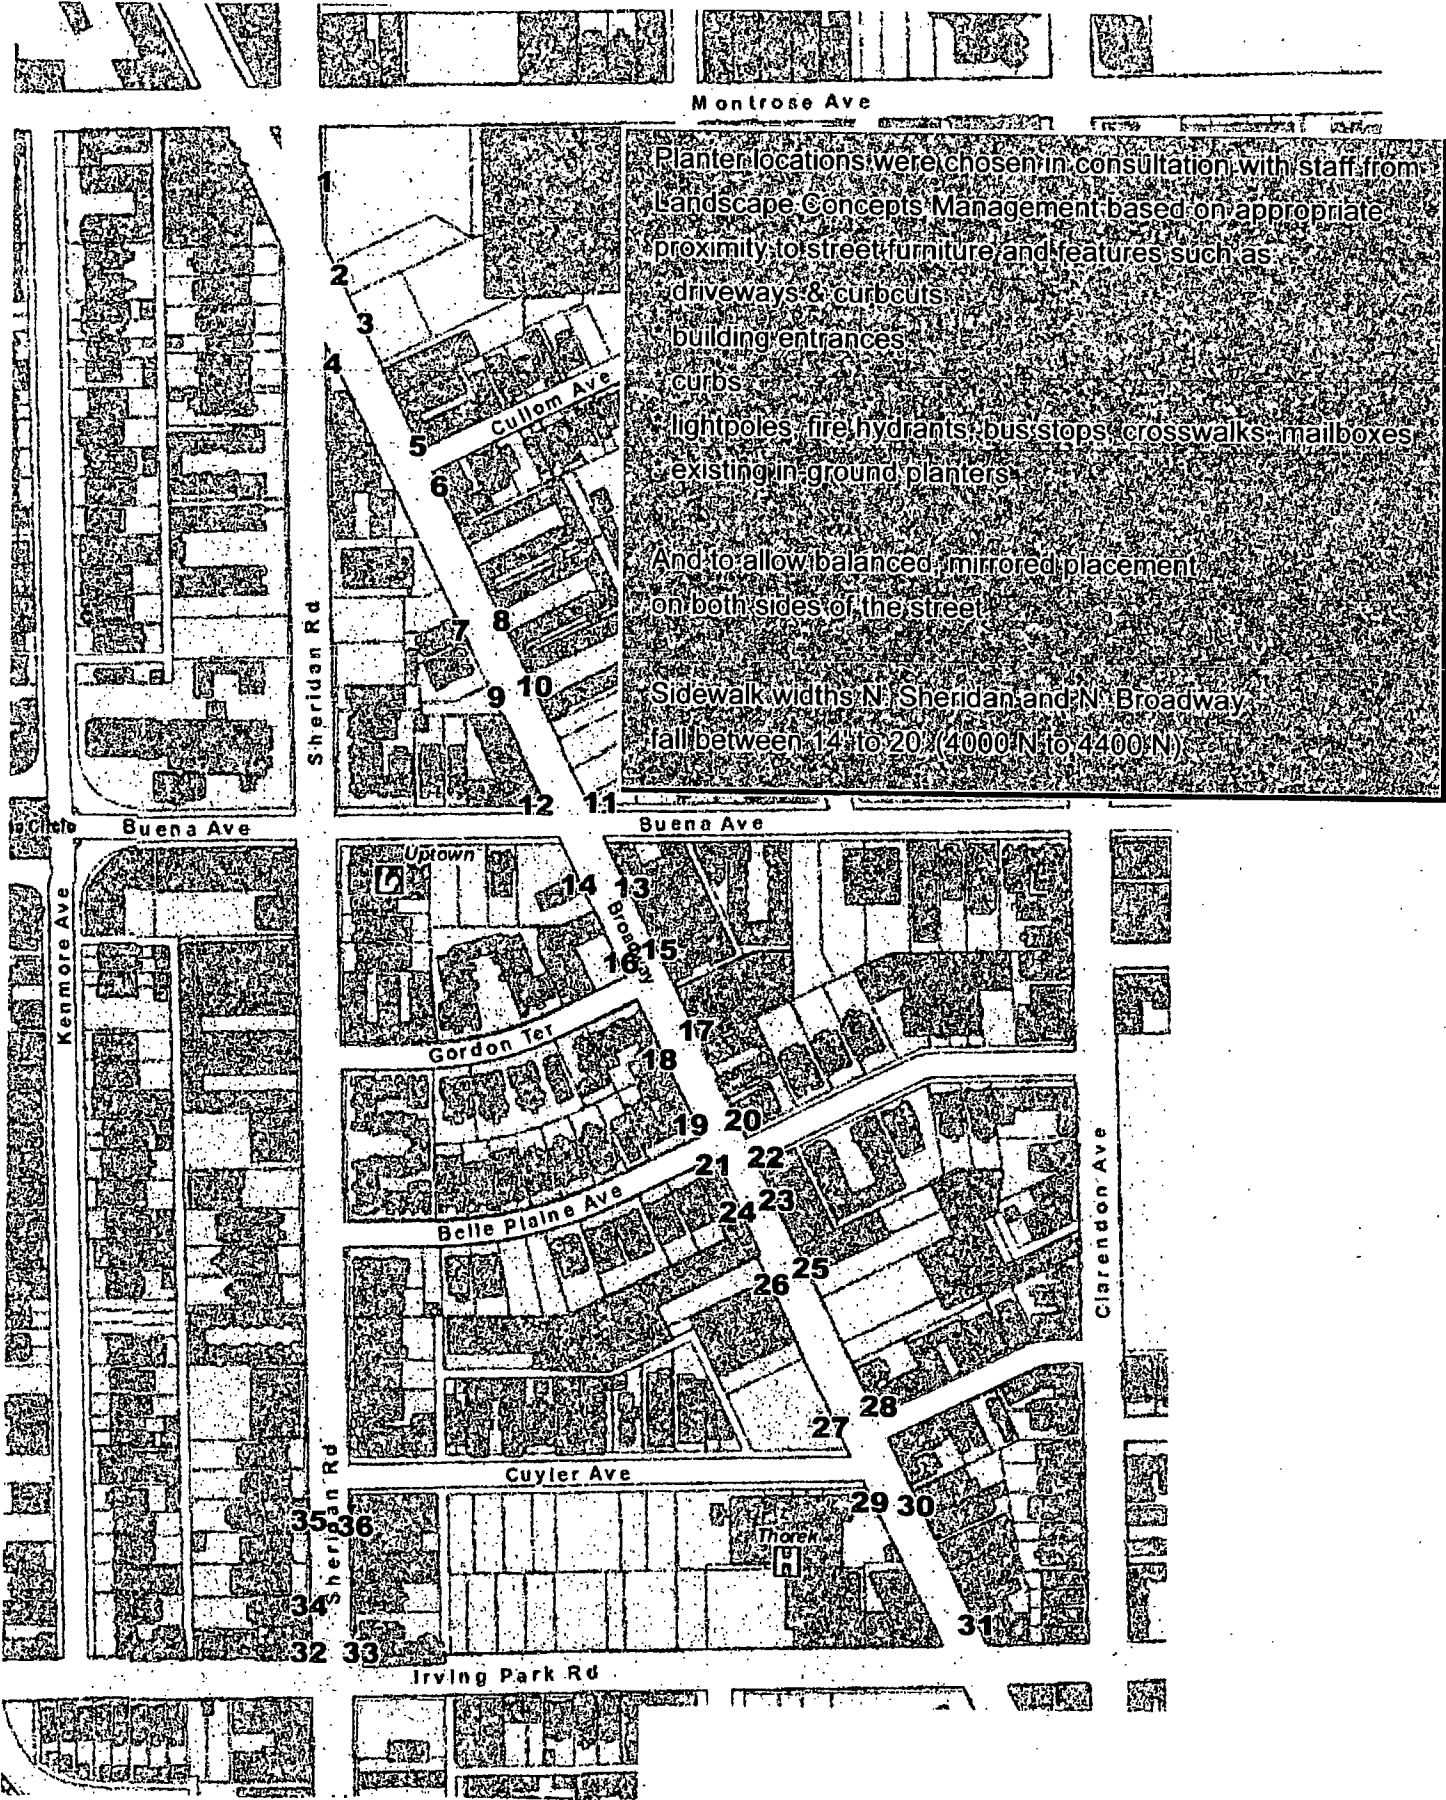 Montrose Ave
Planter locations were chosen in consultation with staff from
Landscape Concepts Management based on appropriate
proximity to street furniture and features such as:
driveways & curbcuts
building entrances
curbs
lightpoles, fire hydrants, bus stops, crosswalks, mailboxes
existing in-ground planters
And to allow balanced, mirrored placement
on both sides of the street
Sidewalk widths N. Sheridan and N. Broadway
fall between 14' to 20' (4000 N to 4400 N)
1
2
3
4
Cullom Ave
5
6
Sheridan Rd
7
8
9
10
12
11
Circle
Buena Ave
Buena Ave
Uptown
14
13
Broadway
15
16
Kenmore Ave
Gordon Ter
17
18
19
20
21
22
Belle Plaine Ave
23
24
Clarendon Ave
25
26
27
28
Cuyler Ave
Sheridan Rd
29
30
35
36
Thorek
H
34
31
32
33
Irving Park Rd